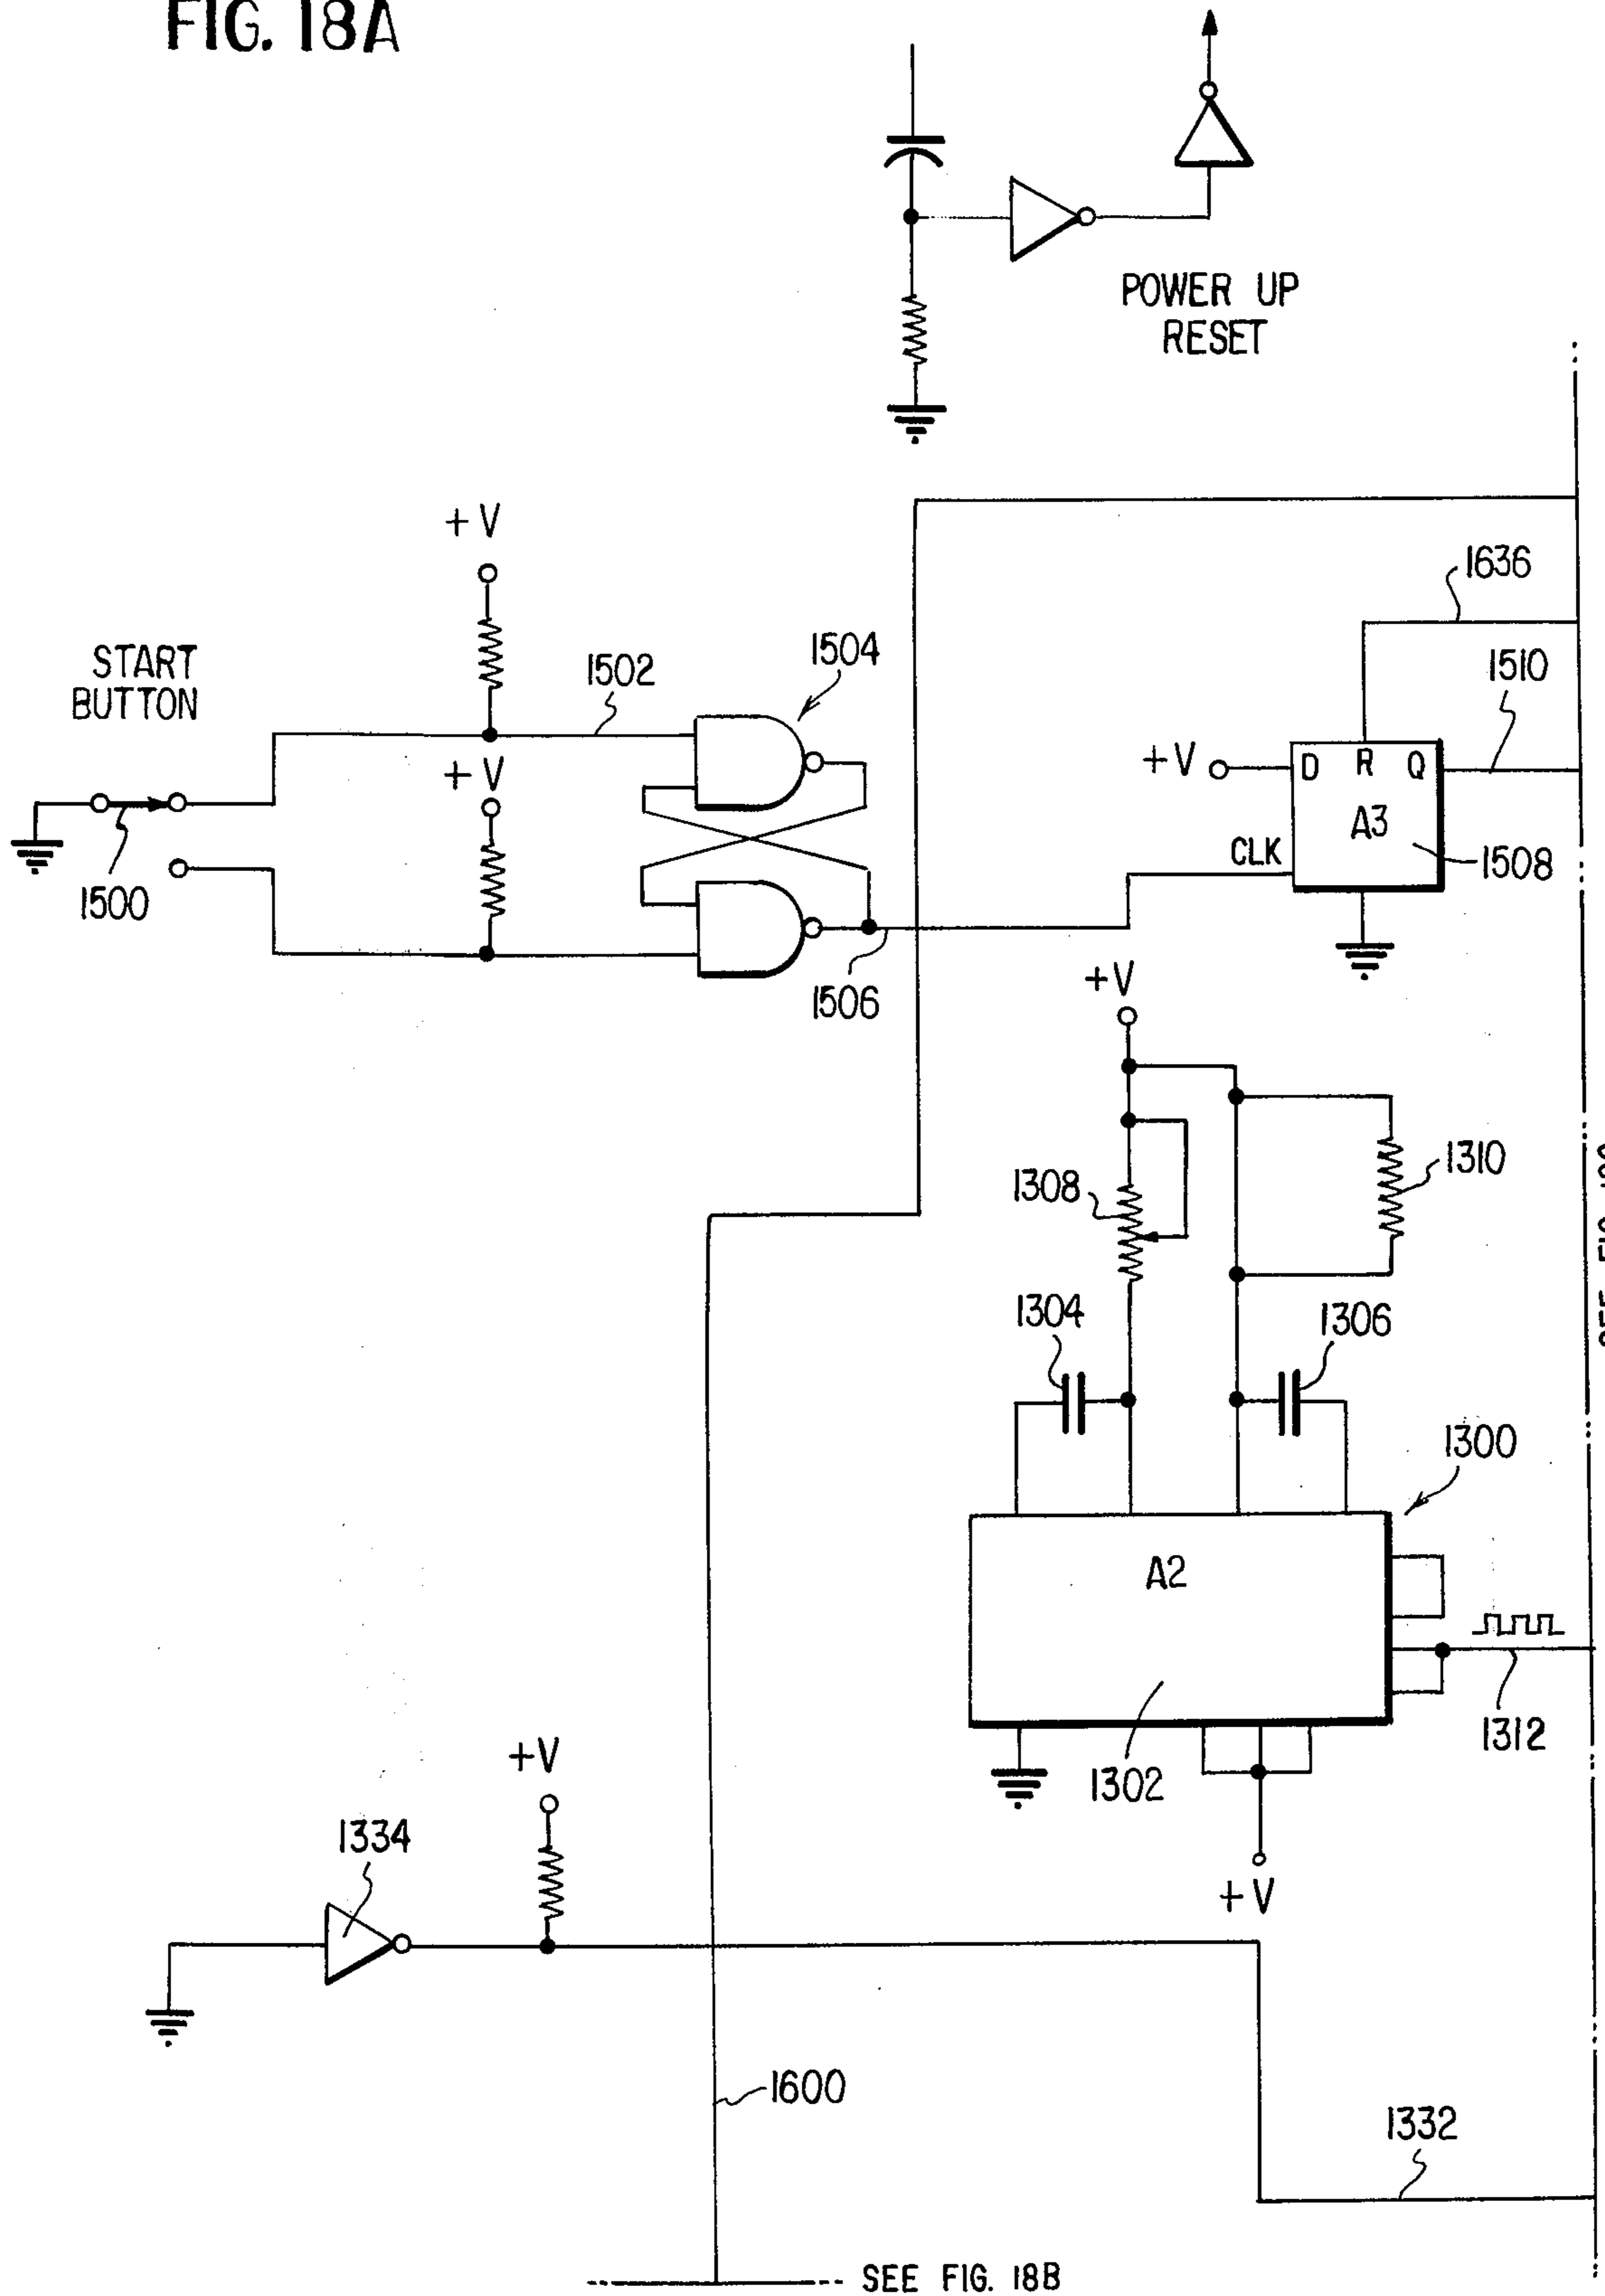 FIG. 18A
POWER UP
RESET
+V
1636
START
BUTTON
1502
1504
1510
+V
+V
D R Q
A3
CLK
1508
1500
1506
+V
1308
1310
1304
1306
1300
A2
1312
+V
1302
1334
+V
1600
1332
SEE FIG. 18B